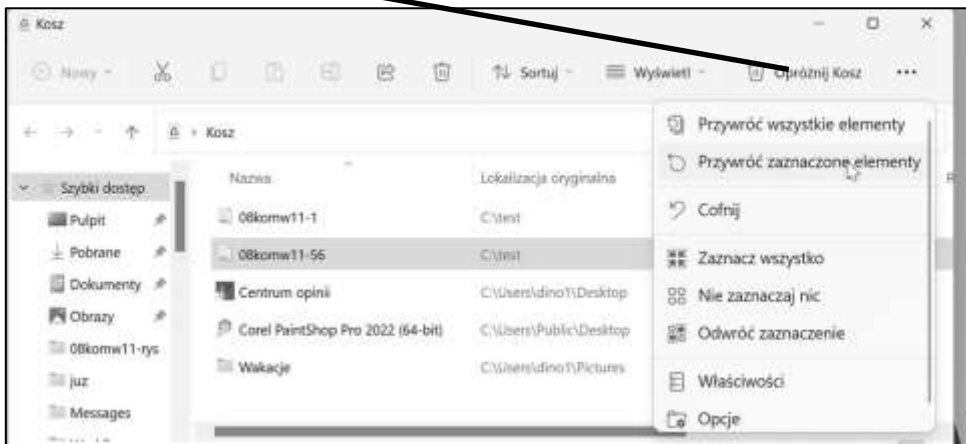 Kosz
Nowy Sortuj Wyświetl Opróżnij Kosz ...
Kosz
Przywróć wszystkie elementy
Przywróć zaznaczone elementy
Cofnij
Zaznacz wszystko
Nie zaznaczaj nic
Odwróć zaznaczenie
Właściwości
Opcje
Szybki dostęp
Pulpit
Pobrane
Dokumenty
Obrazy
08komw11-rys
juz
Messages
Nazwa Lokalizacja oryginalna
08komw11-1 C:\test
08komw11-56 C:\test
Centrum opinii C:\Users\dino1\Desktop
Corel PaintShop Pro 2022 (64-bit) C:\Users\Public\Desktop
Wakacje C:\Users\dino1\Pictures